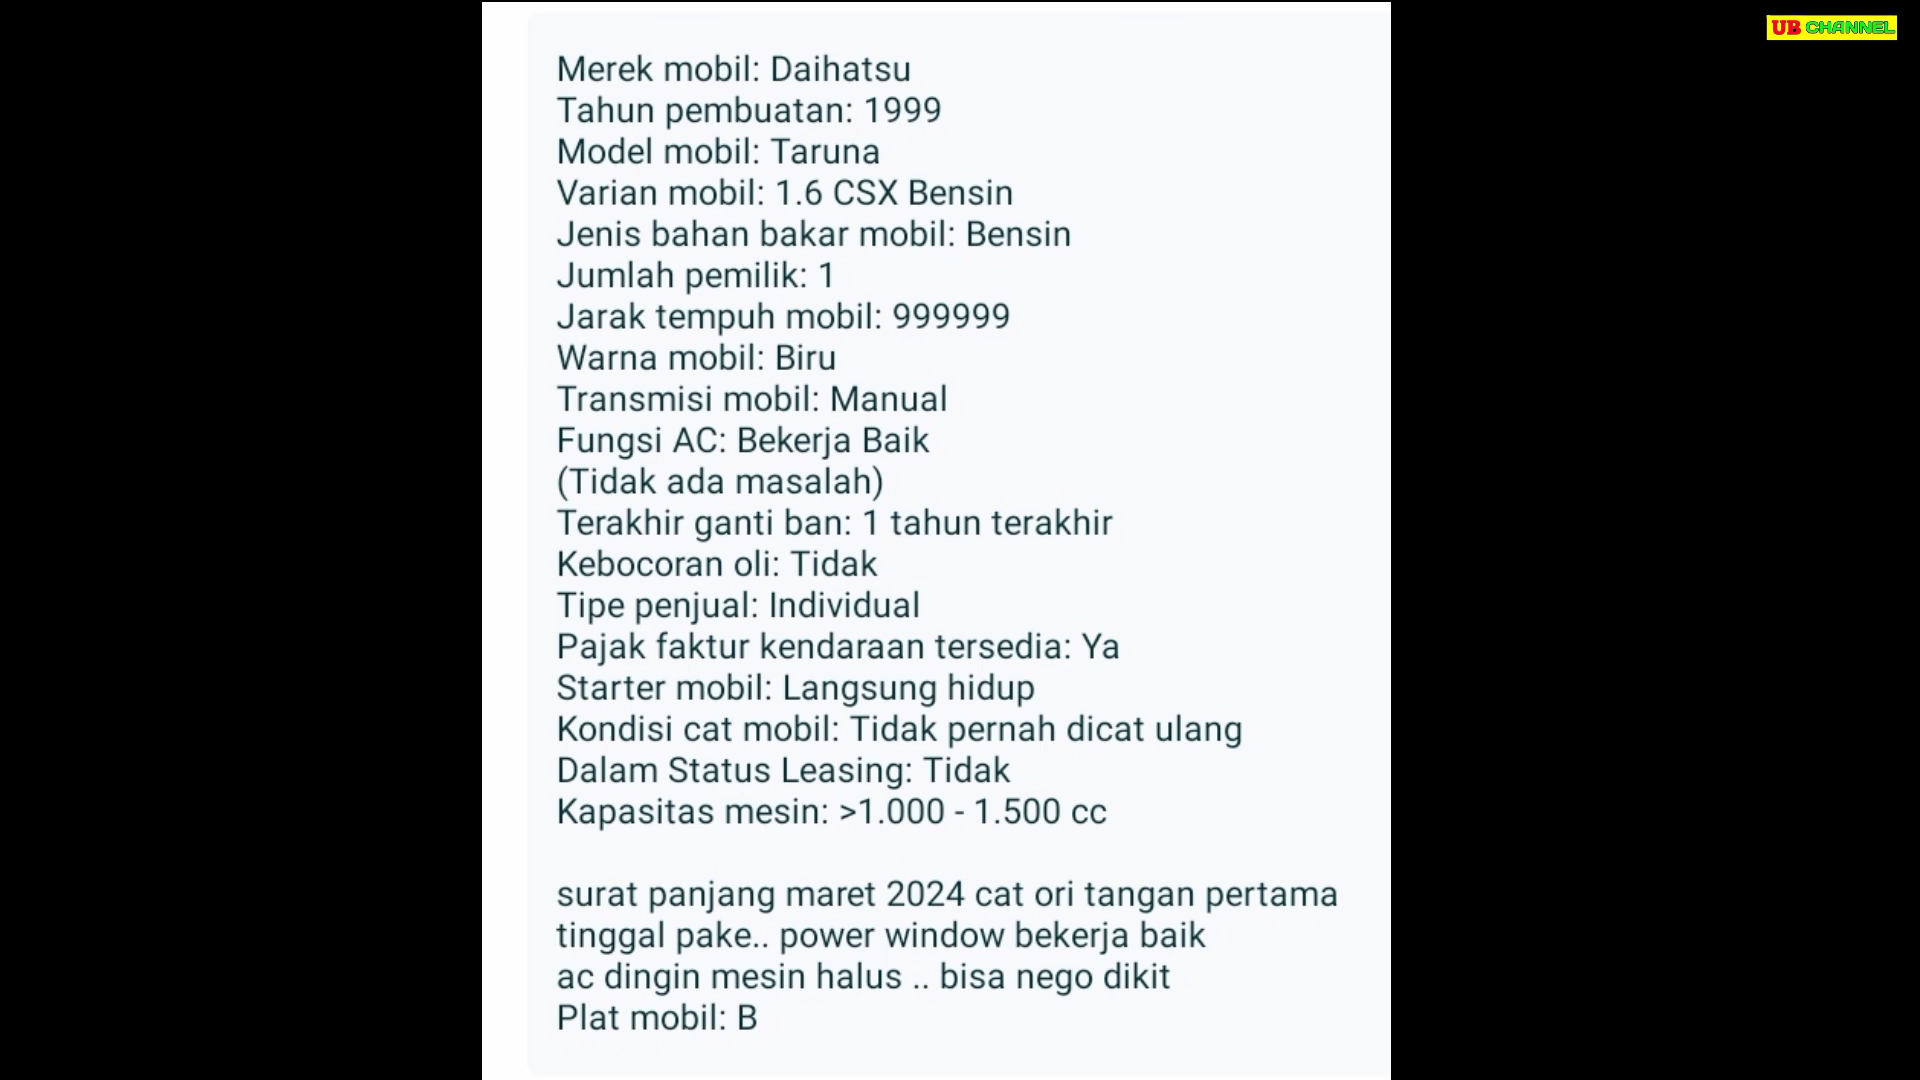 UB CHANNEL
Merek mobil: Daihatsu
Tahun pembuatan: 1999
Model mobil: Taruna
Varian mobil: 1.6 CSX Bensin
Jenis bahan bakar mobil: Bensin
Jumlah pemilik: 1
Jarak tempuh mobil: 999999
Warna mobil: Biru
Transmisi mobil: Manual
Fungsi AC: Bekerja Baik
(Tidak ada masalah)
Terakhir ganti ban: 1 tahun terakhir
Kebocoran oli: Tidak
Tipe penjual: Individual
Pajak faktur kendaraan tersedia: Ya
Starter mobil: Langsung hidup
Kondisi cat mobil: Tidak pernah dicat ulang
Dalam Status Leasing: Tidak
Kapasitas mesin: >1.000 - 1.500 cc
surat panjang maret 2024 cat ori tangan pertama
tinggal pake.. power window bekerja baik
ac dingin mesin halus .. bisa nego dikit
Plat mobil: B